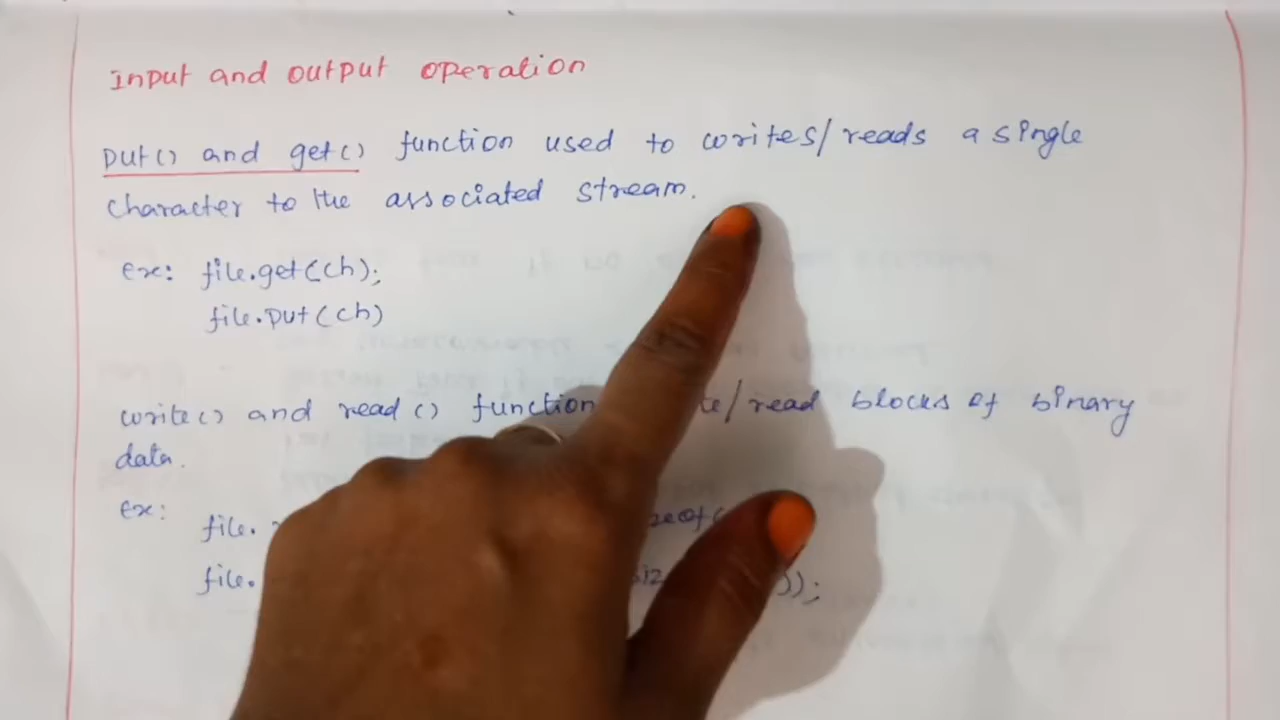 Input and output operation
put() and get() function used to writes/reads a single
character to the associated stream.
ex: file.get(ch);
file.put(ch)
write() and read() function /read blocks of binary
data.
ex:
file.
file. ));